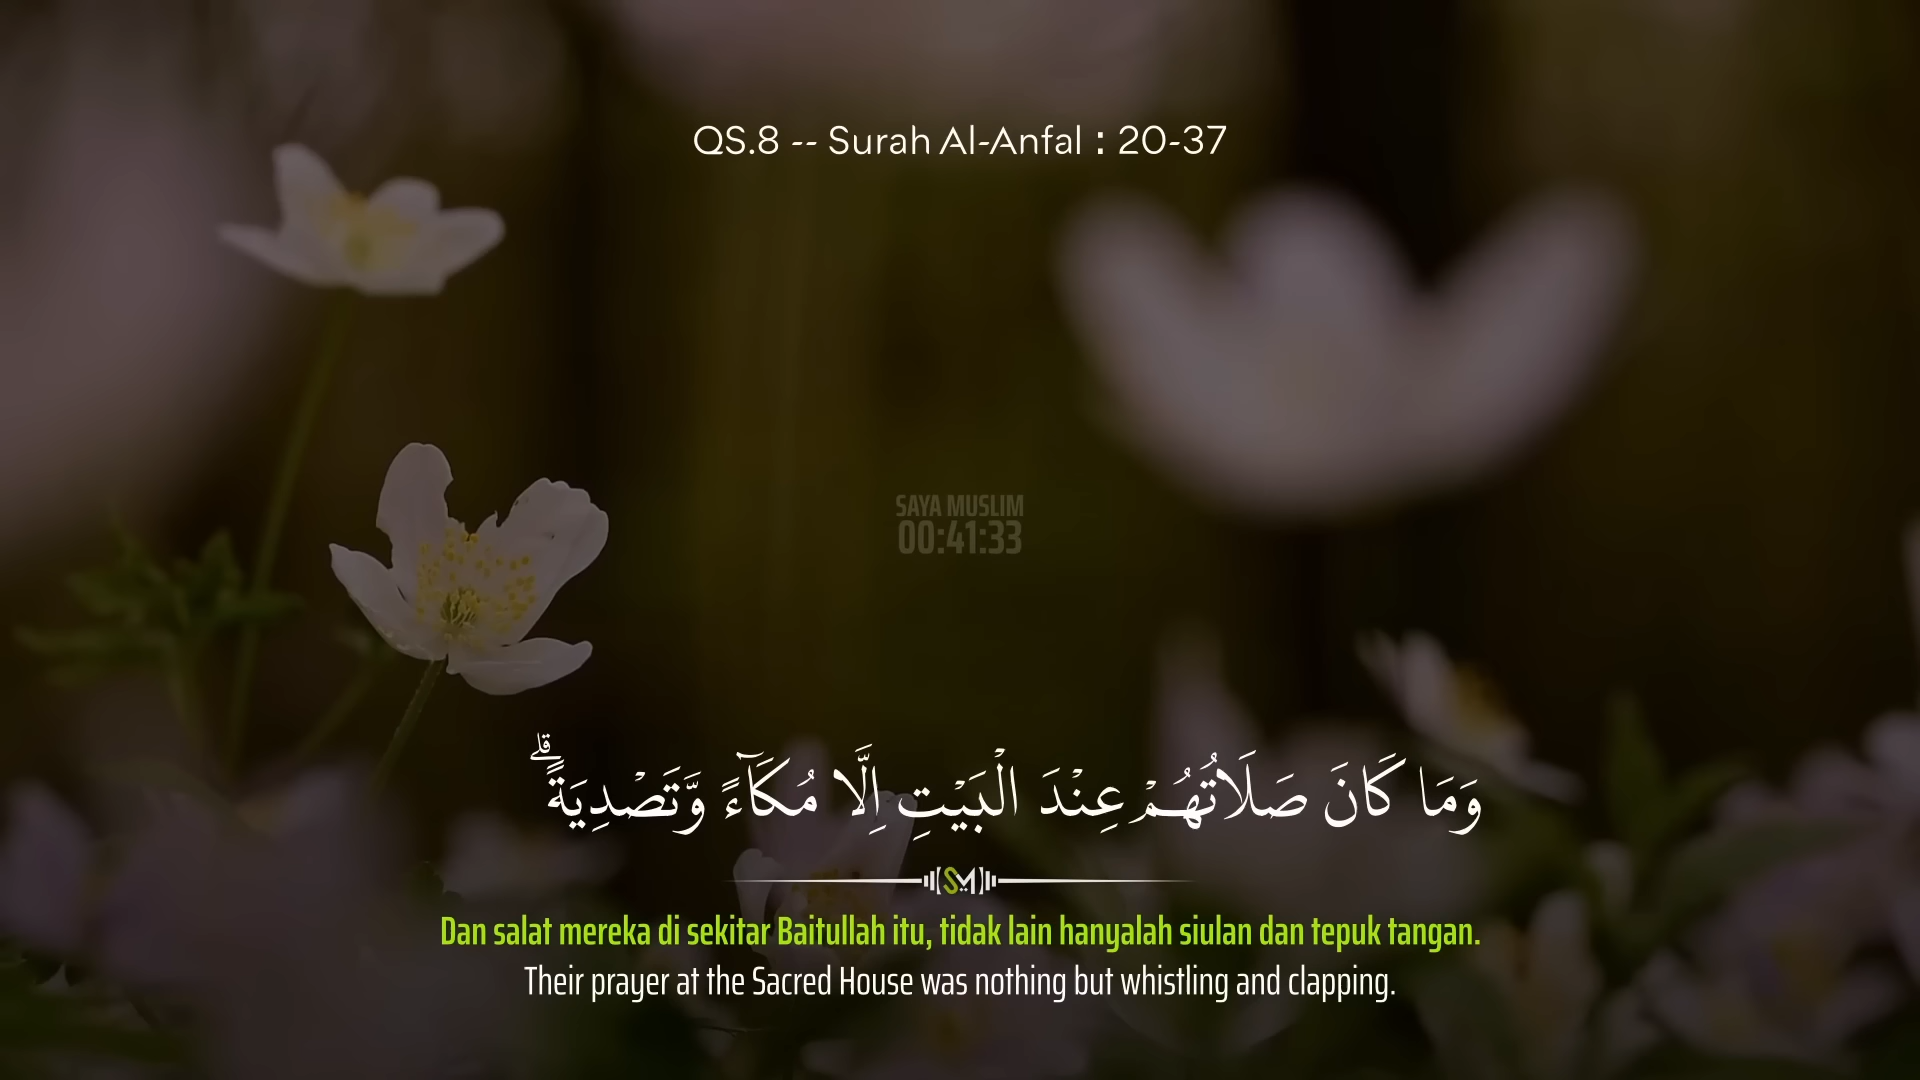 QS.8 -- Surah Al-Anfal : 20-37
SAYA MUSLIM
00:41:33
وَمَا كَانَ صَلَاتُهُمْ عِنْدَ الْبَيْتِ اِلَّا مُكَاۤءً وَّتَصْدِيَةًۗ
SM
Dan salat mereka di sekitar Baitullah itu, tidak lain hanyalah siulan dan tepuk tangan.
Their prayer at the Sacred House was nothing but whistling and clapping.